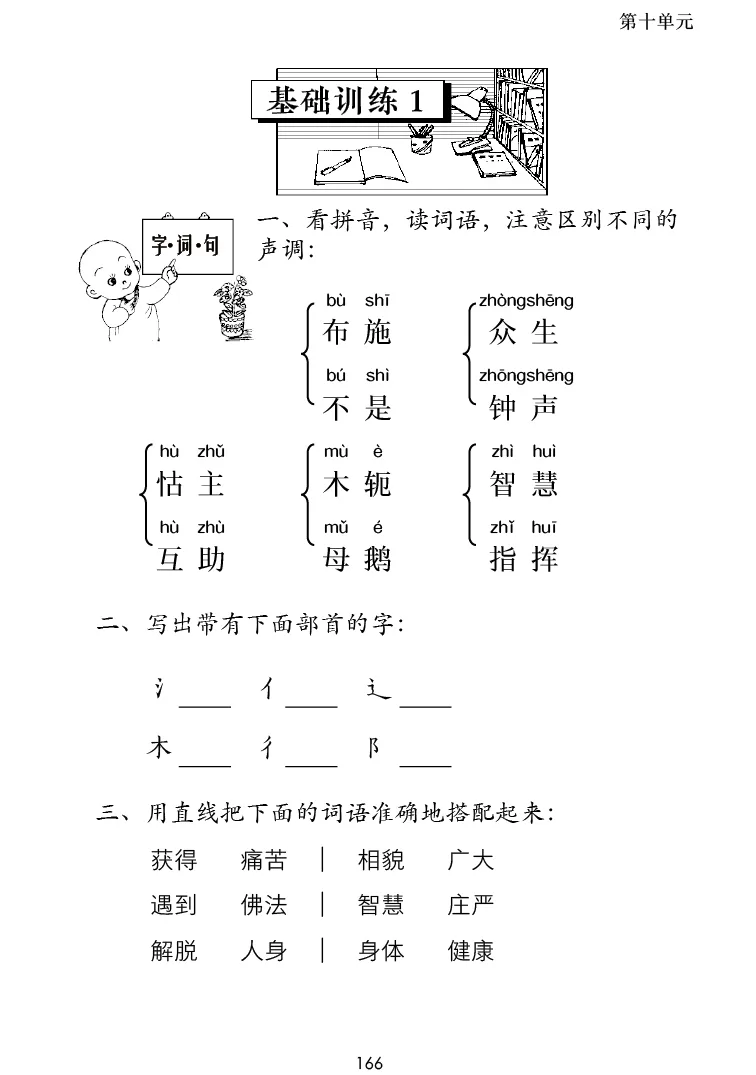 第十单元
基础训练 1
字·词·句
一、看拼音，读词语，注意区别不同的
声调：
bù shī zhòngshēng
布 施 众 生
bú shì zhōngshēng
不 是 钟 声
hù zhǔ mù è zhì huì
怙 主 木 轭 智 慧
hù zhù mǔ é zhǐ huī
互 助 母 鹅 指 挥
二、写出带有下面部首的字：
氵____ 亻____ 辶____
木____ 彳____ 阝____
三、用直线把下面的词语准确地搭配起来：
获得 痛苦 | 相貌 广大
遇到 佛法 | 智慧 庄严
解脱 人身 | 身体 健康
166